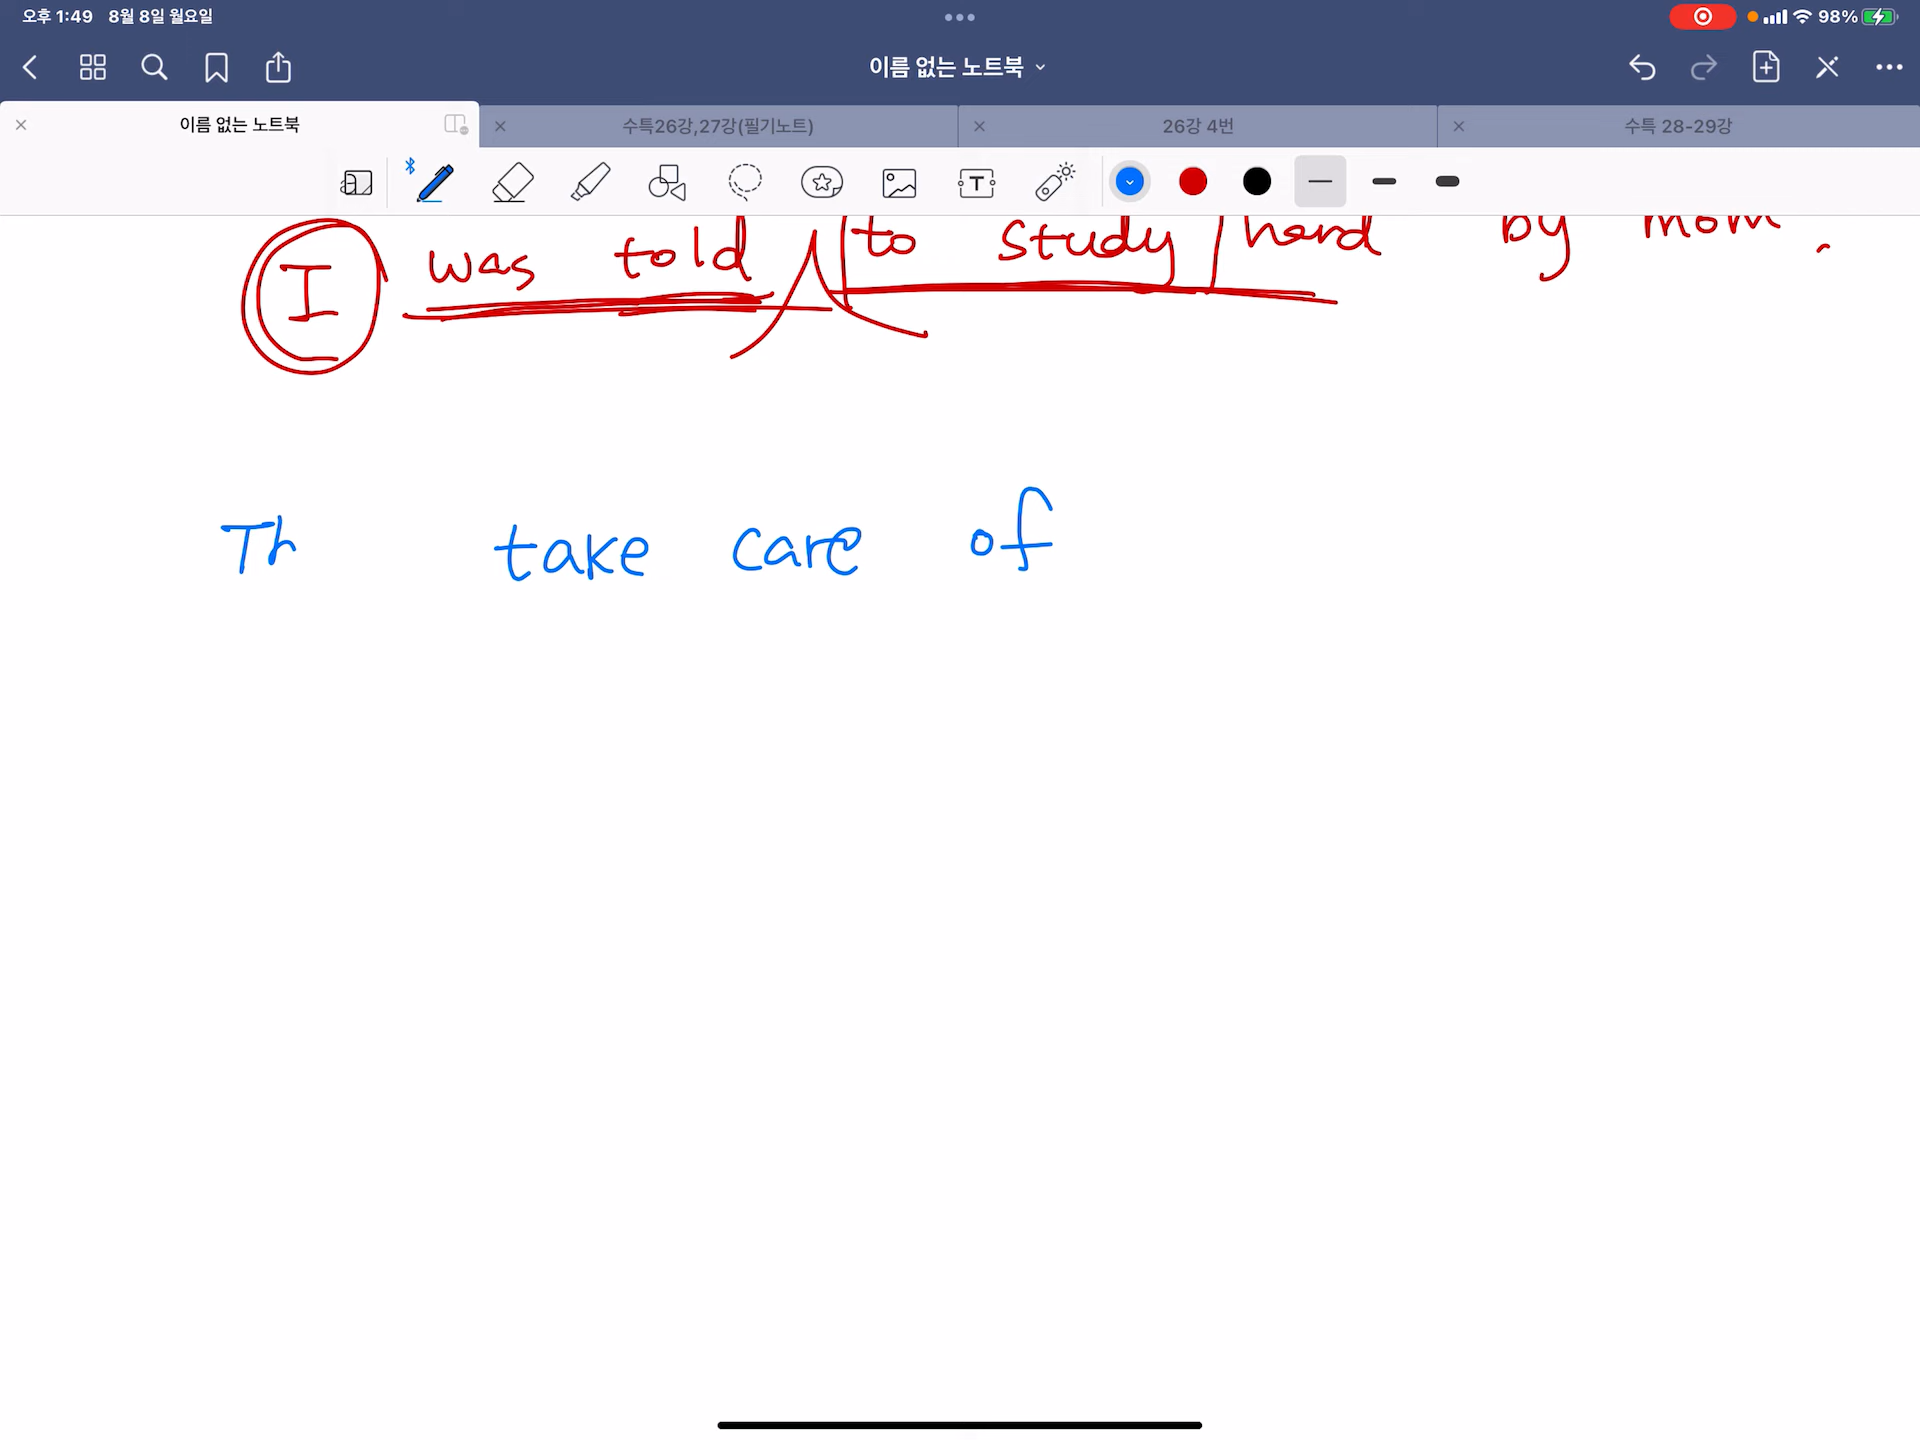 오후 1:49 8월 8일 월요일 98%
이름 없는 노트북
이름 없는 노트북 수특26강,27강(필기노트) 26강 4번 수특 28-29강
I was told to study hard by mom.
Th take care of